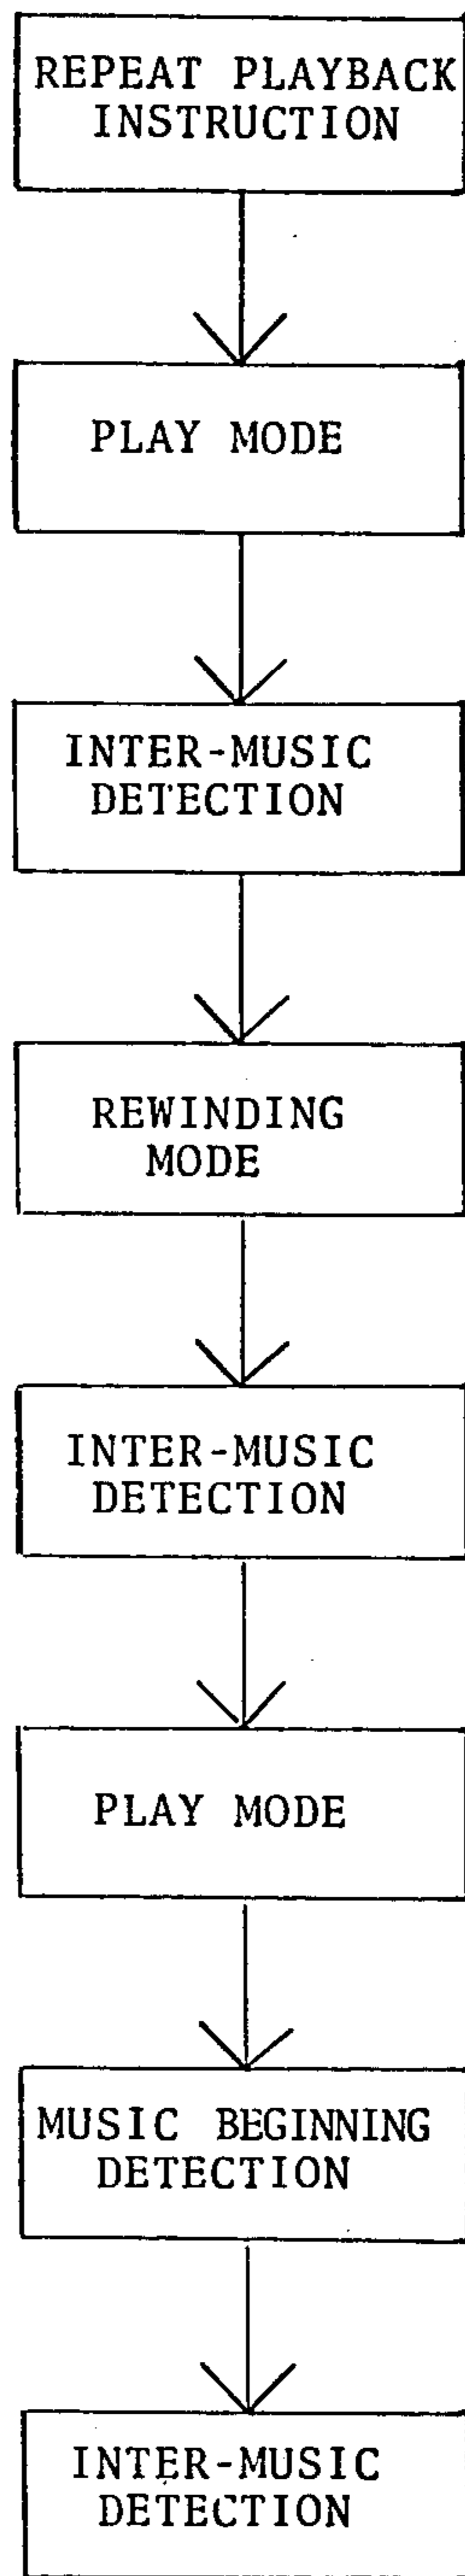 REPEAT PLAYBACK
INSTRUCTION
PLAY MODE
INTER-MUSIC
DETECTION
REWINDING
MODE
INTER-MUSIC
DETECTION
PLAY MODE
MUSIC BEGINNING
DETECTION
INTER-MUSIC
DETECTION